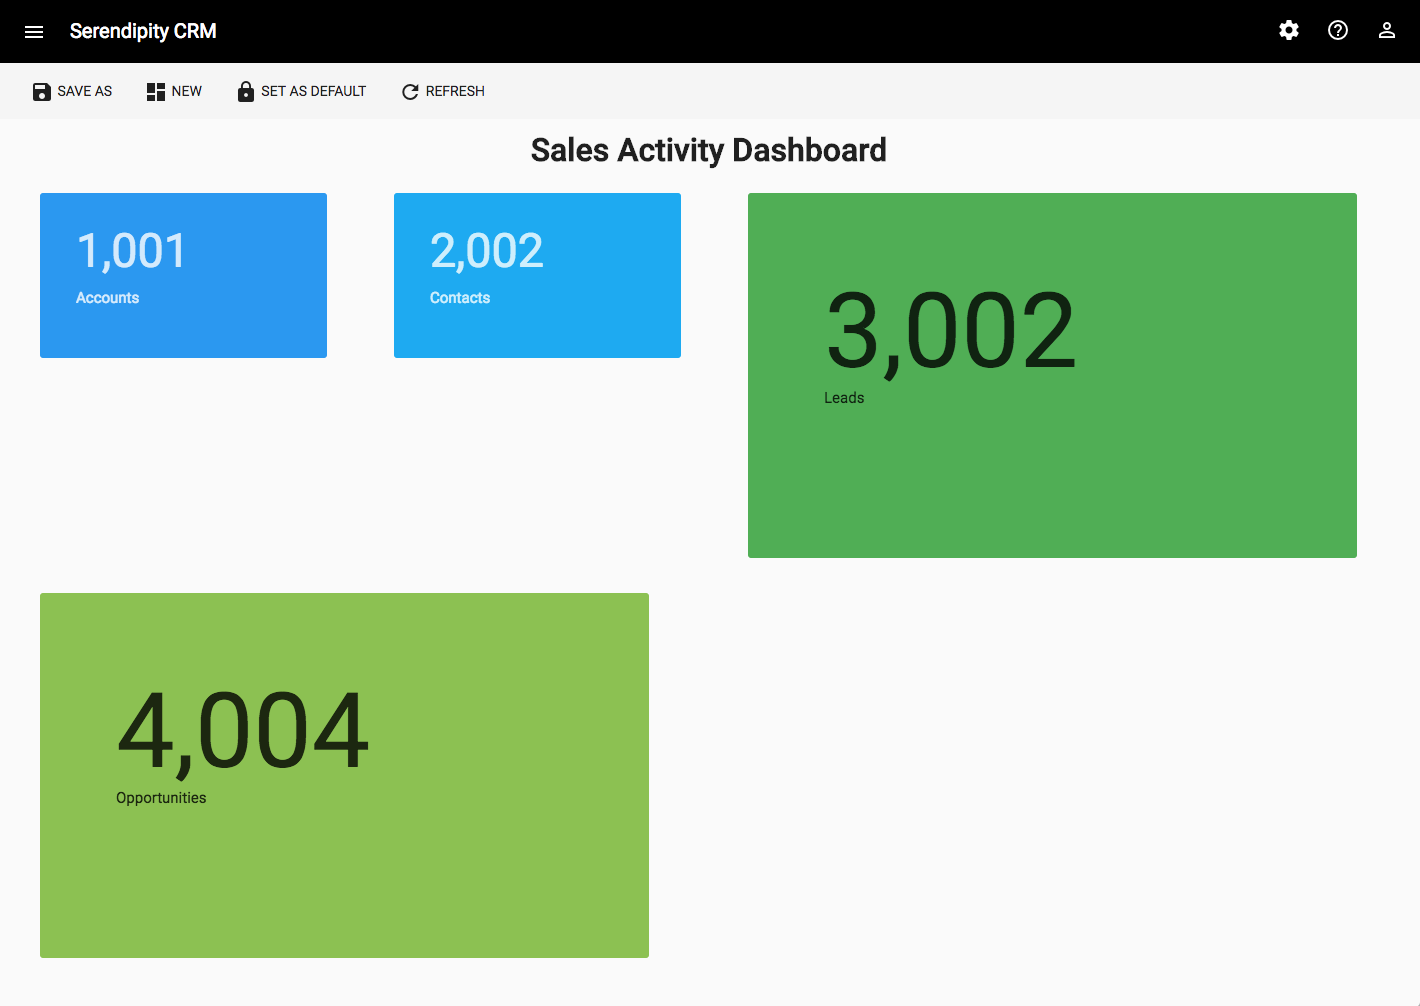 Serendipity CRM
SAVE AS NEW SET AS DEFAULT REFRESH
Sales Activity Dashboard
1,001
Accounts
2,002
Contacts
3,002
Leads
4,004
Opportunities